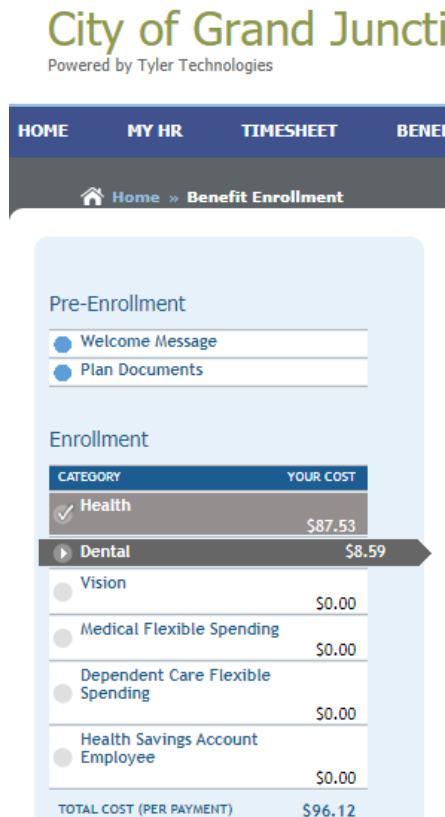 City of Grand Juncti
Powered by Tyler Technologies
HOME MY HR TIMESHEET BENE
Home » Benefit Enrollment
Pre-Enrollment
Welcome Message
Plan Documents
Enrollment
CATEGORY YOUR COST
Health
$87.53
Dental $8.59
Vision
$0.00
Medical Flexible Spending
$0.00
Dependent Care Flexible
Spending
$0.00
Health Savings Account
Employee
$0.00
TOTAL COST (PER PAYMENT) $96.12